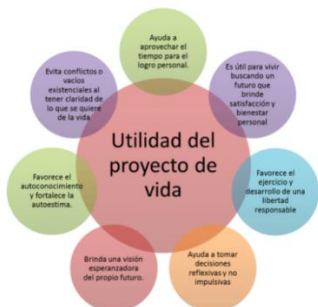 Utilidad del
proyecto de
vida
Ayuda a
aprovechar el
tiempo para el
logro personal.
Es útil para vivir
buscando un
futuro que
brinde
satisfacción y
bienestar
personal
Favorece el
ejercicio y
desarrollo de una
libertad
responsable
Ayuda a tomar
decisiones
reflexivas y no
impulsivas
Brinda una visión
esperanzadora
del propio futuro.
Favorece el
autoconocimiento
y fortalece la
autoestima.
Evita conflictos o
vacíos
existenciales al
tener claridad de
lo que se quiere
de la vida